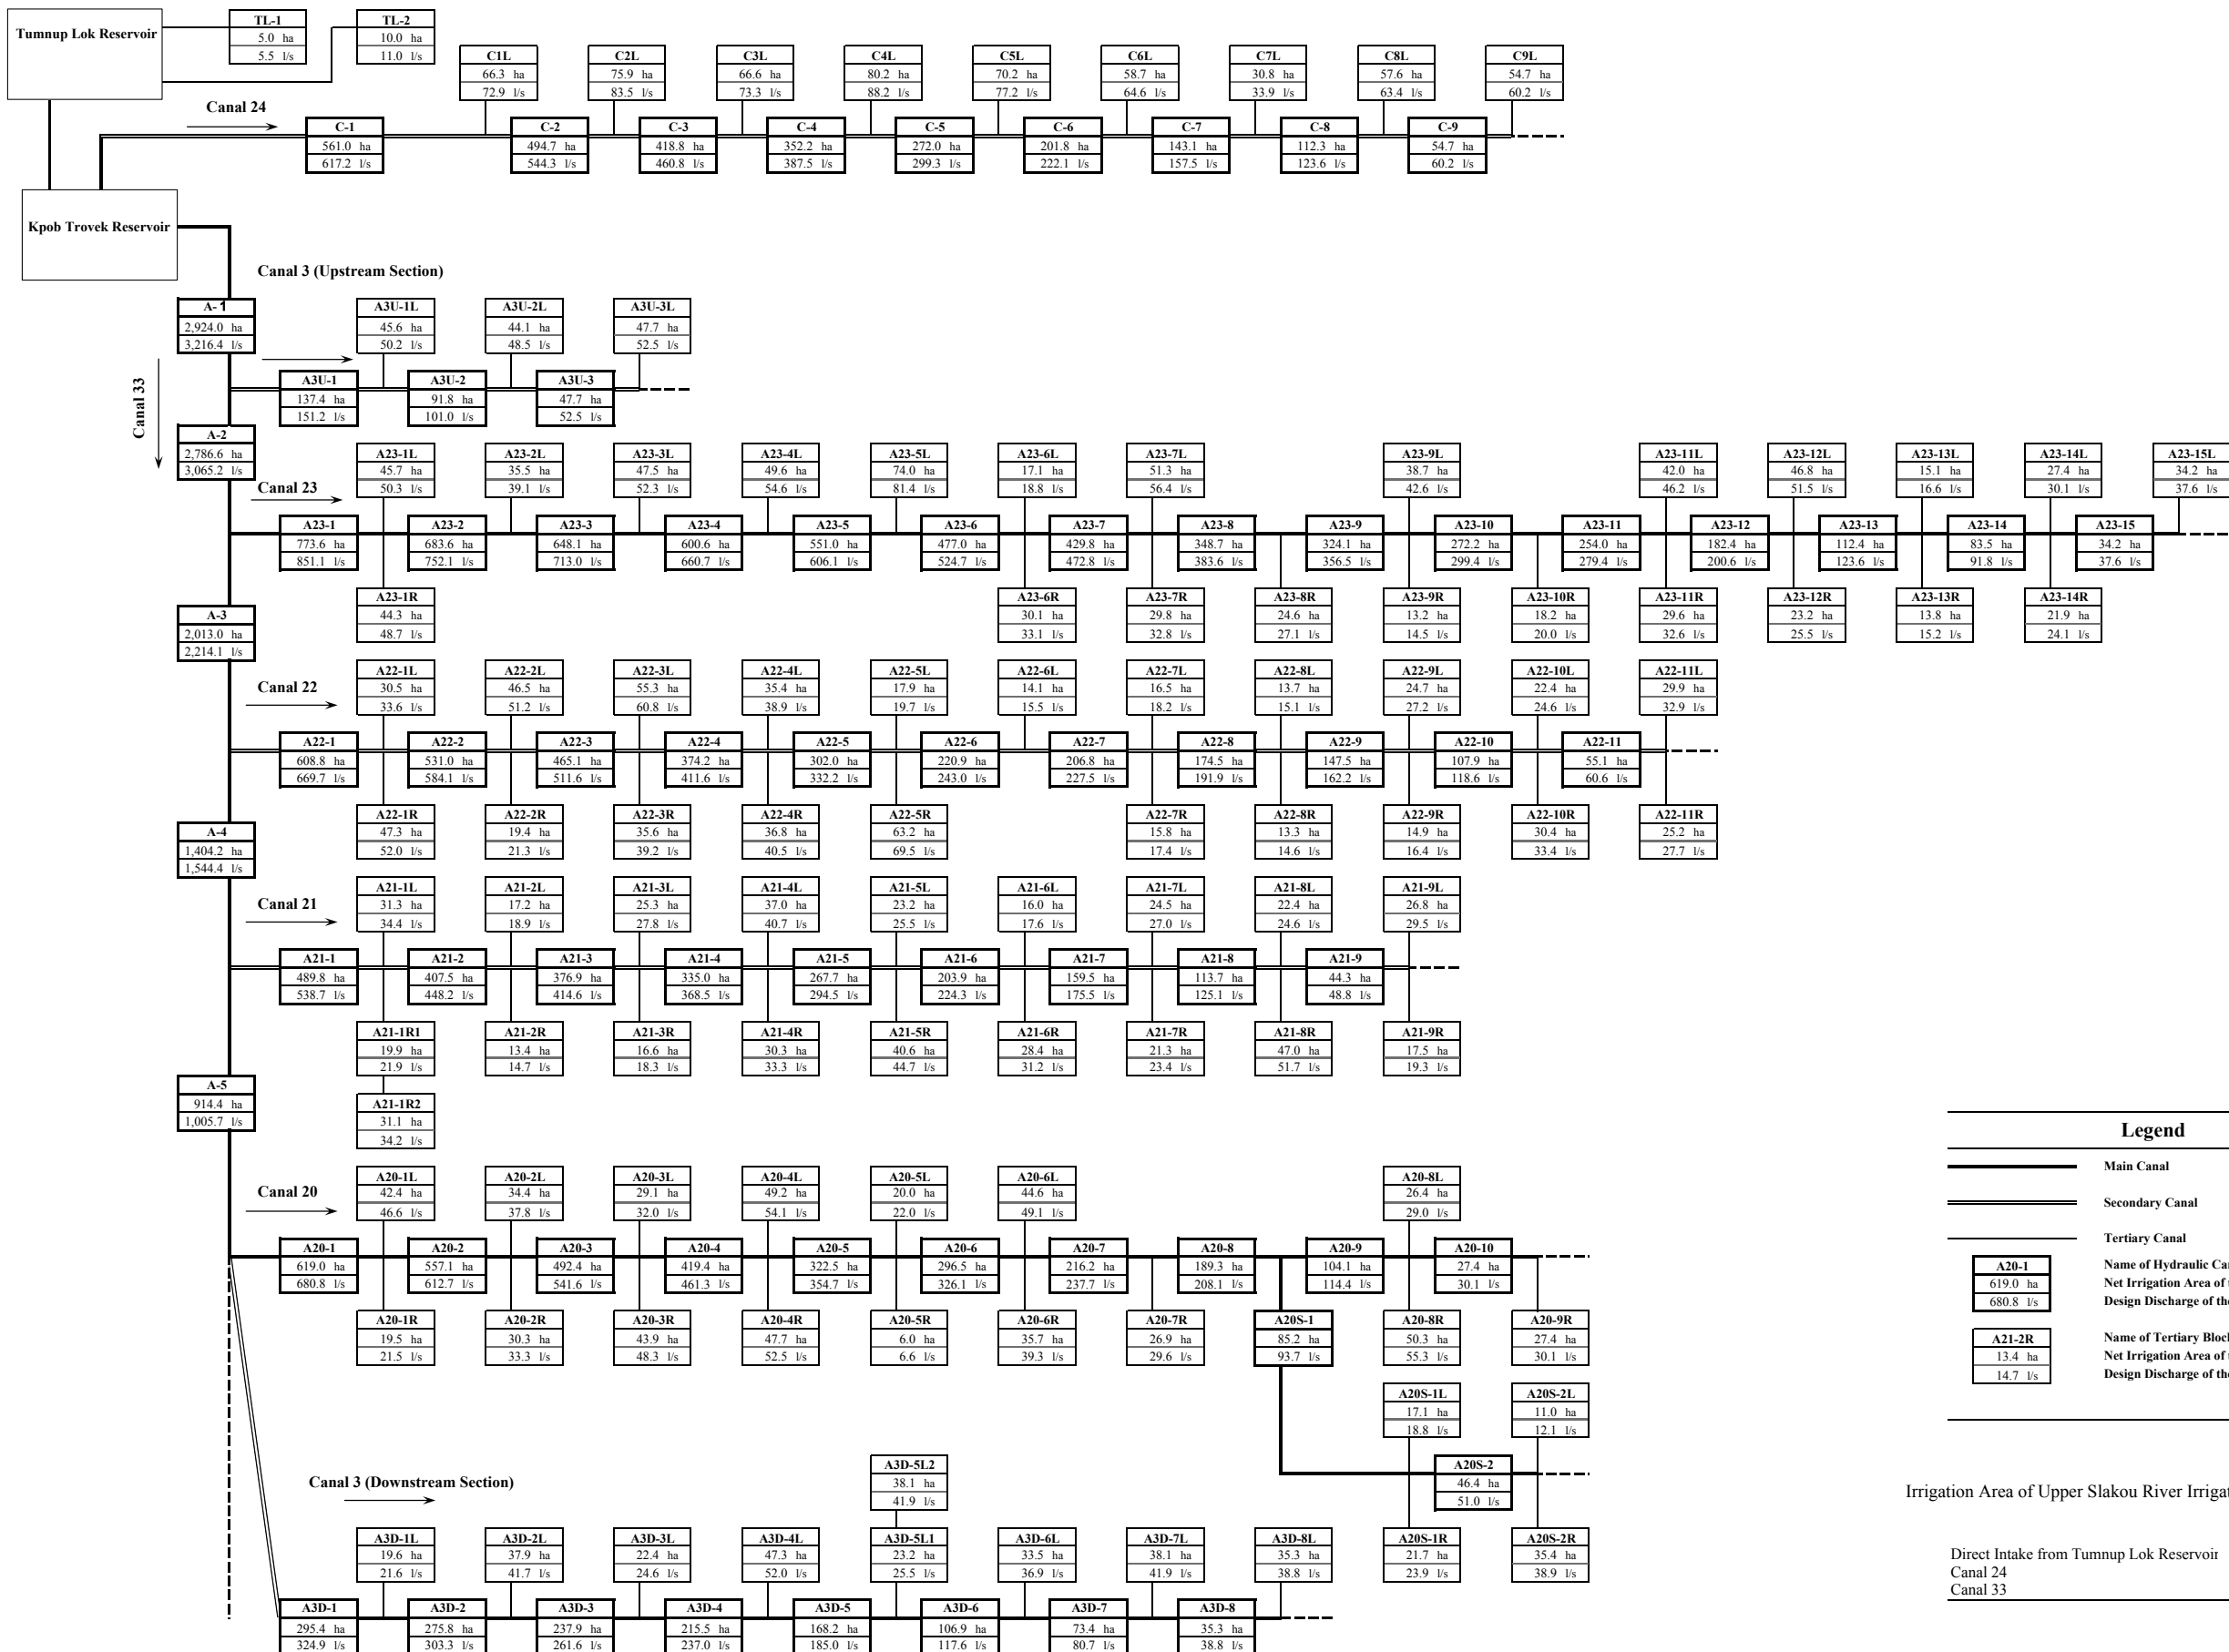 Tumnup Lok Reservoir
TL-1
5.0 ha
5.5 l/s
TL-2
10.0 ha
11.0 l/s
C1L
66.3 ha
72.9 l/s
C2L
75.9 ha
83.5 l/s
C3L
66.6 ha
73.3 l/s
C4L
80.2 ha
88.2 l/s
C5L
70.2 ha
77.2 l/s
C6L
58.7 ha
64.6 l/s
C7L
30.8 ha
33.9 l/s
C8L
57.6 ha
63.4 l/s
C9L
54.7 ha
60.2 l/s
Canal 24
C-1
561.0 ha
617.2 l/s
C-2
494.7 ha
544.3 l/s
C-3
418.8 ha
460.8 l/s
C-4
352.2 ha
387.5 l/s
C-5
272.0 ha
299.3 l/s
C-6
201.8 ha
222.1 l/s
C-7
143.1 ha
157.5 l/s
C-8
112.3 ha
123.6 l/s
C-9
54.7 ha
60.2 l/s
Kpob Trovek Reservoir
Canal 3 (Upstream Section)
A-1
2,924.0 ha
3,216.4 l/s
A3U-1L
45.6 ha
50.2 l/s
A3U-2L
44.1 ha
48.5 l/s
A3U-3L
47.7 ha
52.5 l/s
Canal 33
A3U-1
137.4 ha
151.2 l/s
A3U-2
91.8 ha
101.0 l/s
A3U-3
47.7 ha
52.5 l/s
A-2
2,786.6 ha
3,065.2 l/s
Canal 23
A23-1L
45.7 ha
50.3 l/s
A23-2L
35.5 ha
39.1 l/s
A23-3L
47.5 ha
52.3 l/s
A23-4L
49.6 ha
54.6 l/s
A23-5L
74.0 ha
81.4 l/s
A23-6L
17.1 ha
18.8 l/s
A23-7L
51.3 ha
56.4 l/s
A23-9L
38.7 ha
42.6 l/s
A23-11L
42.0 ha
46.2 l/s
A23-12L
46.8 ha
51.5 l/s
A23-13L
15.1 ha
16.6 l/s
A23-14L
27.4 ha
30.1 l/s
A23-15L
34.2 ha
37.6 l/s
A23-1
773.6 ha
851.1 l/s
A23-2
683.6 ha
752.1 l/s
A23-3
648.1 ha
713.0 l/s
A23-4
600.6 ha
660.7 l/s
A23-5
551.0 ha
606.1 l/s
A23-6
477.0 ha
524.7 l/s
A23-7
429.8 ha
472.8 l/s
A23-8
348.7 ha
383.6 l/s
A23-9
324.1 ha
356.5 l/s
A23-10
272.2 ha
299.4 l/s
A23-11
254.0 ha
279.4 l/s
A23-12
182.4 ha
200.6 l/s
A23-13
112.4 ha
123.6 l/s
A23-14
83.5 ha
91.8 l/s
A23-15
34.2 ha
37.6 l/s
A23-1R
44.3 ha
48.7 l/s
A23-6R
30.1 ha
33.1 l/s
A23-7R
29.8 ha
32.8 l/s
A23-8R
24.6 ha
27.1 l/s
A23-9R
13.2 ha
14.5 l/s
A23-10R
18.2 ha
20.0 l/s
A23-11R
29.6 ha
32.6 l/s
A23-12R
23.2 ha
25.5 l/s
A23-13R
13.8 ha
15.2 l/s
A23-14R
21.9 ha
24.1 l/s
A-3
2,013.0 ha
2,214.1 l/s
Canal 22
A22-1L
30.5 ha
33.6 l/s
A22-2L
46.5 ha
51.2 l/s
A22-3L
55.3 ha
60.8 l/s
A22-4L
35.4 ha
38.9 l/s
A22-5L
17.9 ha
19.7 l/s
A22-6L
14.1 ha
15.5 l/s
A22-7L
16.5 ha
18.2 l/s
A22-8L
13.7 ha
15.1 l/s
A22-9L
24.7 ha
27.2 l/s
A22-10L
22.4 ha
24.6 l/s
A22-11L
29.9 ha
32.9 l/s
A22-1
608.8 ha
669.7 l/s
A22-2
531.0 ha
584.1 l/s
A22-3
465.1 ha
511.6 l/s
A22-4
374.2 ha
411.6 l/s
A22-5
302.0 ha
332.2 l/s
A22-6
220.9 ha
243.0 l/s
A22-7
206.8 ha
227.5 l/s
A22-8
174.5 ha
191.9 l/s
A22-9
147.5 ha
162.2 l/s
A22-10
107.9 ha
118.6 l/s
A22-11
55.1 ha
60.6 l/s
A22-1R
47.3 ha
52.0 l/s
A22-2R
19.4 ha
21.3 l/s
A22-3R
35.6 ha
39.2 l/s
A22-4R
36.8 ha
40.5 l/s
A22-5R
63.2 ha
69.5 l/s
A22-7R
15.8 ha
17.4 l/s
A22-8R
13.3 ha
14.6 l/s
A22-9R
14.9 ha
16.4 l/s
A22-10R
30.4 ha
33.4 l/s
A22-11R
25.2 ha
27.7 l/s
A-4
1,404.2 ha
1,544.4 l/s
Canal 21
A21-1L
31.3 ha
34.4 l/s
A21-2L
17.2 ha
18.9 l/s
A21-3L
25.3 ha
27.8 l/s
A21-4L
37.0 ha
40.7 l/s
A21-5L
23.2 ha
25.5 l/s
A21-6L
16.0 ha
17.6 l/s
A21-7L
24.5 ha
27.0 l/s
A21-8L
22.4 ha
24.6 l/s
A21-9L
26.8 ha
29.5 l/s
A21-1
489.8 ha
538.7 l/s
A21-2
407.5 ha
448.2 l/s
A21-3
376.9 ha
414.6 l/s
A21-4
335.0 ha
368.5 l/s
A21-5
267.7 ha
294.5 l/s
A21-6
203.9 ha
224.3 l/s
A21-7
159.5 ha
175.5 l/s
A21-8
113.7 ha
125.1 l/s
A21-9
44.3 ha
48.8 l/s
A21-1R1
19.9 ha
21.9 l/s
A21-2R
13.4 ha
14.7 l/s
A21-3R
16.6 ha
18.3 l/s
A21-4R
30.3 ha
33.3 l/s
A21-5R
40.6 ha
44.7 l/s
A21-6R
28.4 ha
31.2 l/s
A21-7R
21.3 ha
23.4 l/s
A21-8R
47.0 ha
51.7 l/s
A21-9R
17.5 ha
19.3 l/s
A-5
914.4 ha
1,005.7 l/s
A21-1R2
31.1 ha
34.2 l/s
Canal 20
A20-1L
42.4 ha
46.6 l/s
A20-2L
34.4 ha
37.8 l/s
A20-3L
29.1 ha
32.0 l/s
A20-4L
49.2 ha
54.1 l/s
A20-5L
20.0 ha
22.0 l/s
A20-6L
44.6 ha
49.1 l/s
A20-8L
26.4 ha
29.0 l/s
A20-1
619.0 ha
680.8 l/s
A20-2
557.1 ha
612.7 l/s
A20-3
492.4 ha
541.6 l/s
A20-4
419.4 ha
461.3 l/s
A20-5
322.5 ha
354.7 l/s
A20-6
296.5 ha
326.1 l/s
A20-7
216.2 ha
237.7 l/s
A20-8
189.3 ha
208.1 l/s
A20-9
104.1 ha
114.4 l/s
A20-10
27.4 ha
30.1 l/s
A20-1R
19.5 ha
21.5 l/s
A20-2R
30.3 ha
33.3 l/s
A20-3R
43.9 ha
48.3 l/s
A20-4R
47.7 ha
52.5 l/s
A20-5R
6.0 ha
6.6 l/s
A20-6R
35.7 ha
39.3 l/s
A20-7R
26.9 ha
29.6 l/s
A20S-1
85.2 ha
93.7 l/s
A20-8R
50.3 ha
55.3 l/s
A20-9R
27.4 ha
30.1 l/s
A20S-1L
17.1 ha
18.8 l/s
A20S-2L
11.0 ha
12.1 l/s
A20S-2
46.4 ha
51.0 l/s
A20S-1R
21.7 ha
23.9 l/s
A20S-2R
35.4 ha
38.9 l/s
Canal 3 (Downstream Section)
A3D-5L2
38.1 ha
41.9 l/s
A3D-1L
19.6 ha
21.6 l/s
A3D-2L
37.9 ha
41.7 l/s
A3D-3L
22.4 ha
24.6 l/s
A3D-4L
47.3 ha
52.0 l/s
A3D-5L1
23.2 ha
25.5 l/s
A3D-6L
33.5 ha
36.9 l/s
A3D-7L
38.1 ha
41.9 l/s
A3D-8L
35.3 ha
38.8 l/s
A3D-1
295.4 ha
324.9 l/s
A3D-2
275.8 ha
303.3 l/s
A3D-3
237.9 ha
261.6 l/s
A3D-4
215.5 ha
237.0 l/s
A3D-5
168.2 ha
185.0 l/s
A3D-6
106.9 ha
117.6 l/s
A3D-7
73.4 ha
80.7 l/s
A3D-8
35.3 ha
38.8 l/s
Legend
Main Canal
Secondary Canal
Tertiary Canal
A20-1
619.0 ha
680.8 l/s
Name of Hydraulic
Net Irrigation Area of
Design Discharge of
A21-2R
13.4 ha
14.7 l/s
Name of Tertiary
Net Irrigation Area of
Design Discharge of
Irrigation Area of Upper Slakou River
Direct Intake from Tumnup Lok Reservoir
Canal 24
Canal 33